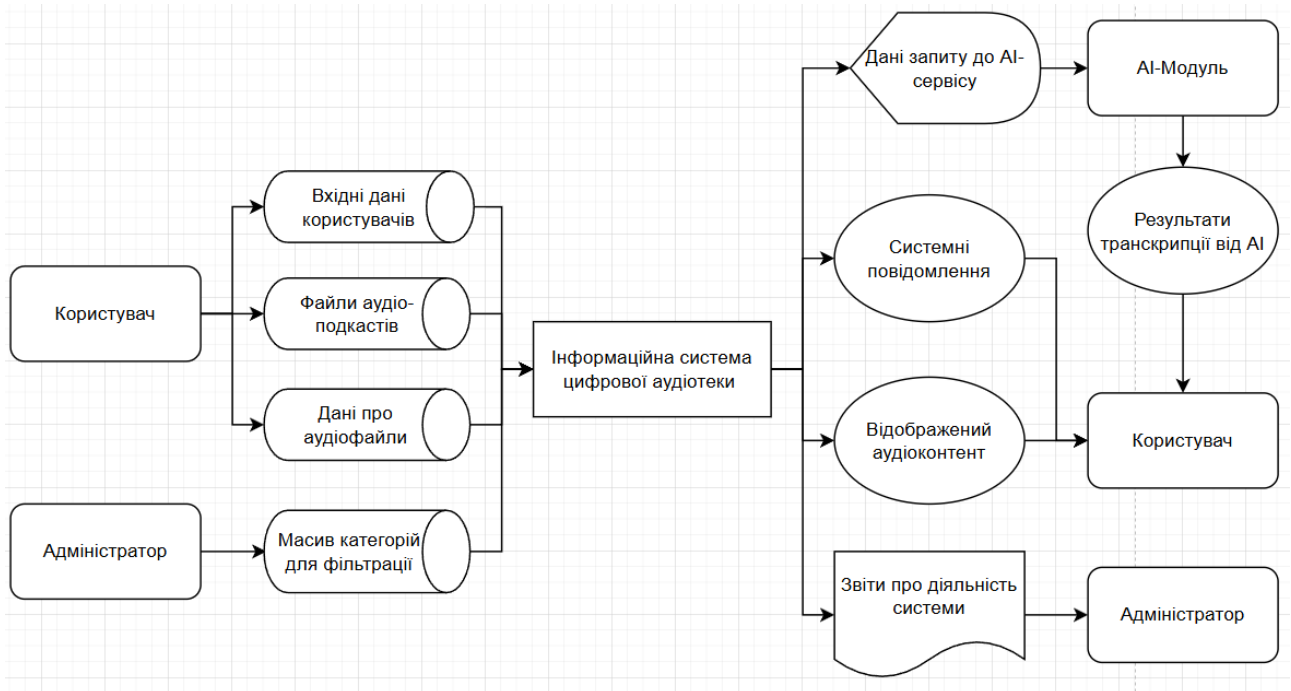 Користувач
Адміністратор
Вхідні дані
користувачів
Файли аудіо-
подкастів
Дані про
аудіофайли
Масив категорій
для фільтрації
Інформаційна система
цифрової аудіотеки
Дані запиту до AI-
сервісу
Системні
повідомлення
Відображений
аудіоконтент
Звіти про діяльність
системи
AI-Модуль
Результати
транскрипції від AI
Користувач
Адміністратор